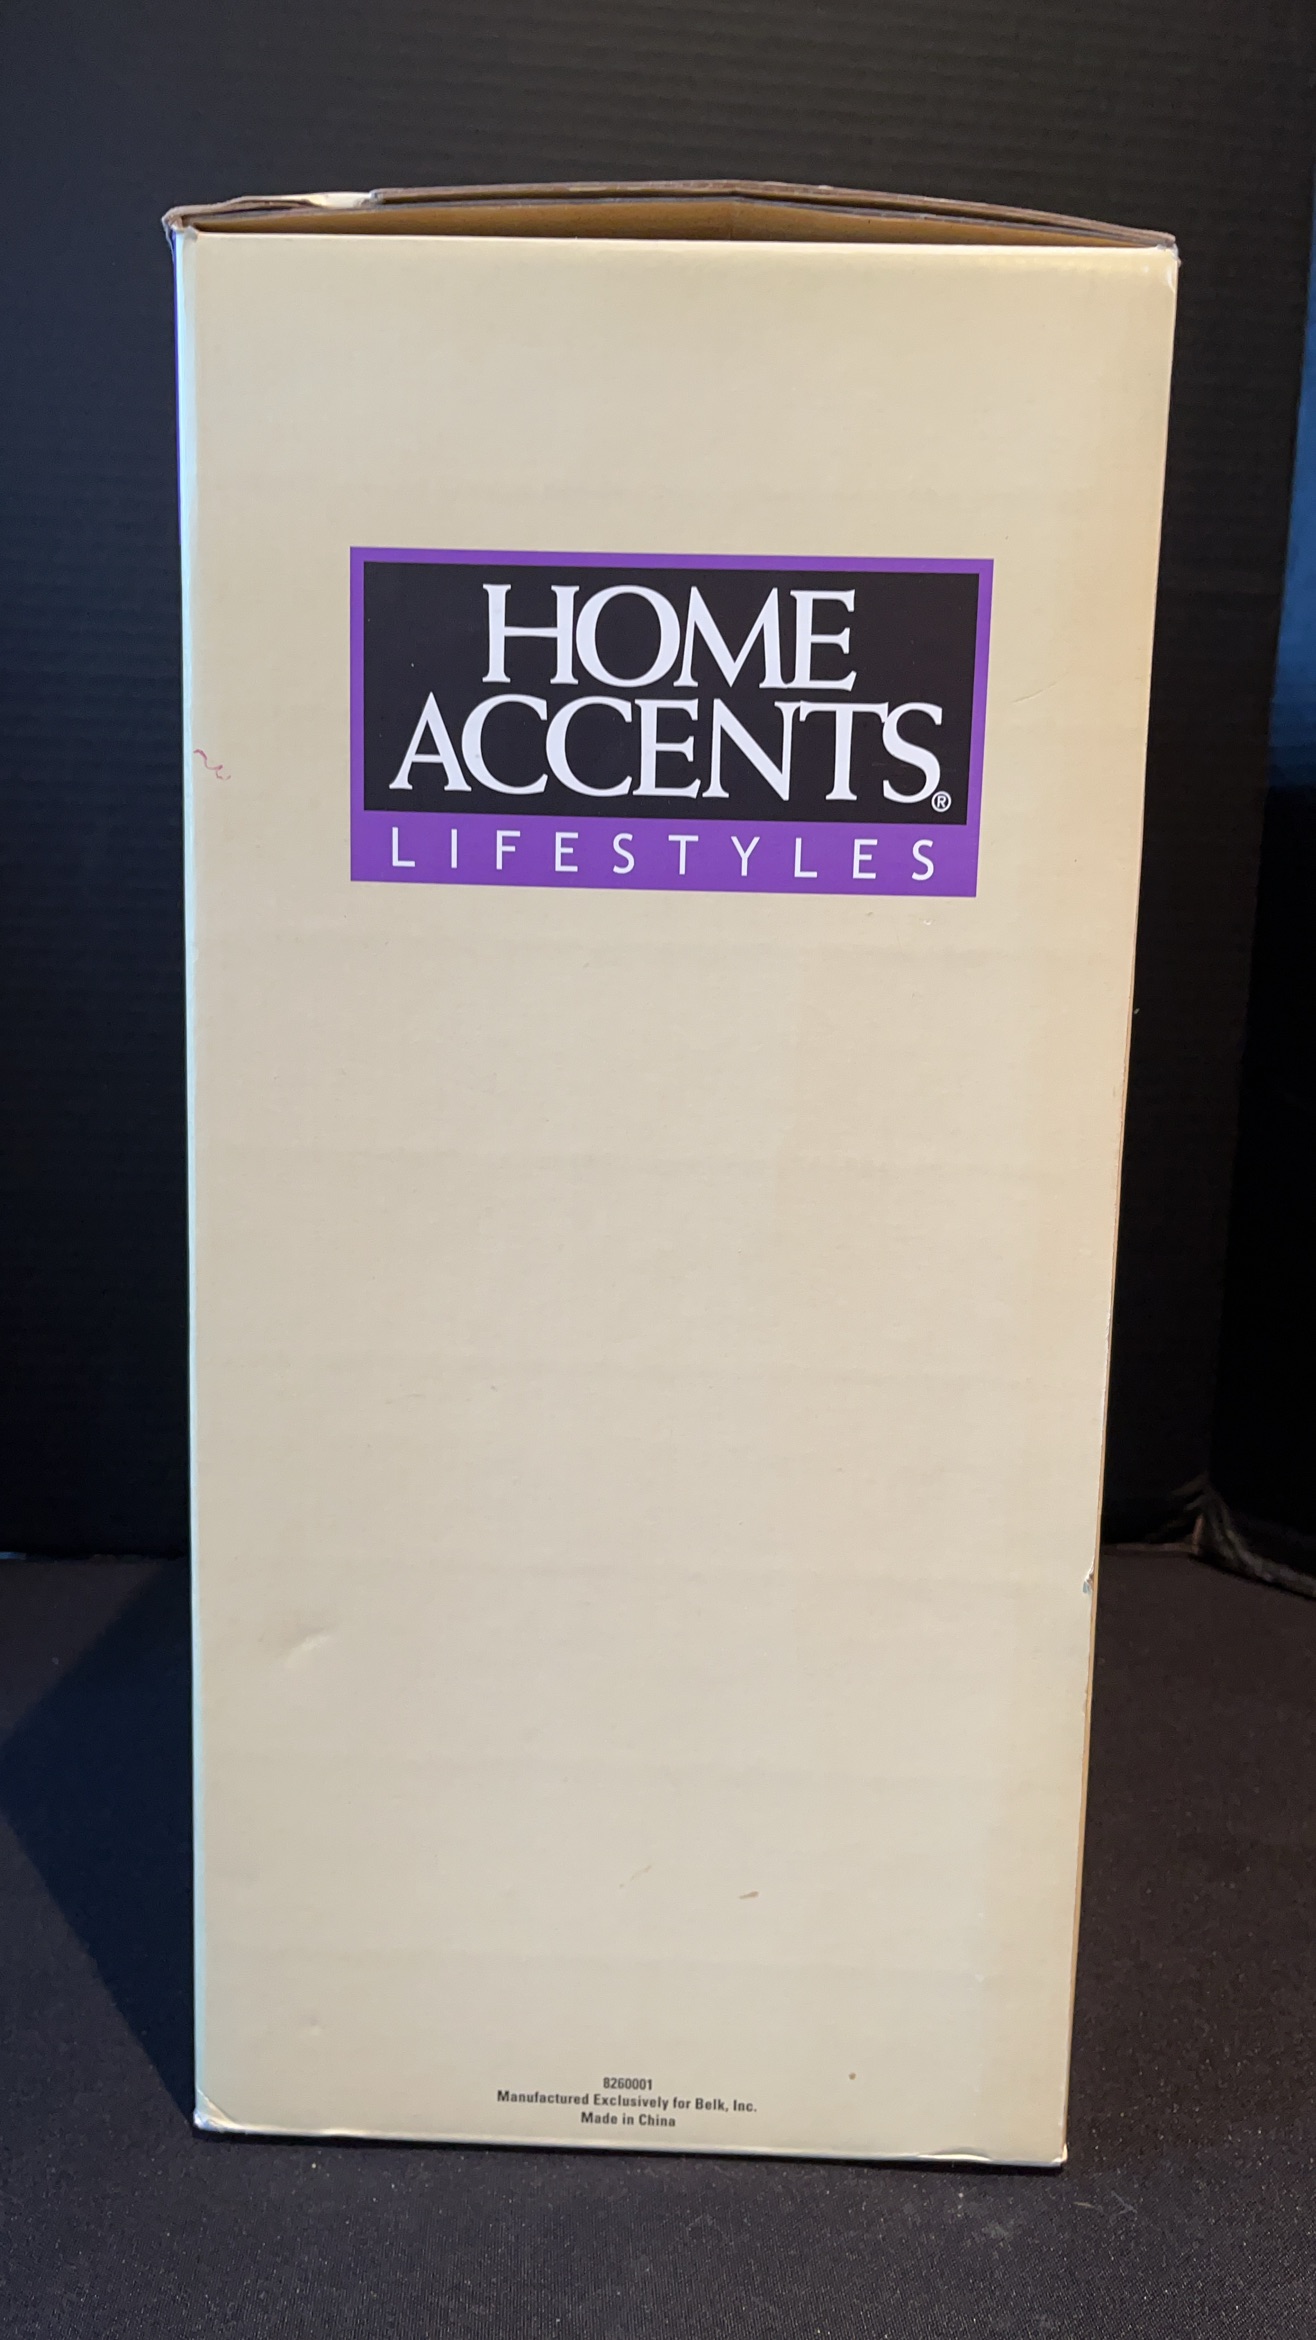 HOME
ACCENTS®
LIFESTYLES
8260001
Manufactured Exclusively for Belk, Inc.
Made in China